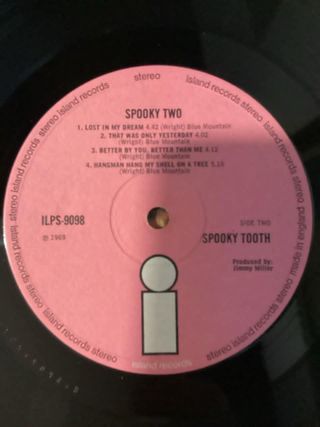 stereo
island records stereo island records stereo
island records stereo
SPOOKY TWO
1. LOST IN MY DREAM 4.42 (Wright) Blue Mountain
2. THAT WAS ONLY YESTERDAY 4.02
(Wright) Blue Mountain
3. BETTER BY YOU, BETTER THAN ME 4.12
(Wright) Blue Mountain
4. HANGMAN HANG MY SHELL ON A TREE 5.10
(Wright) Blue Mountain
ILPS-9098
SIDE TWO
℗ 1969
SPOOKY TOOTH
Produced by:
Jimmy Miller
i
island records
made in england
island records stereo